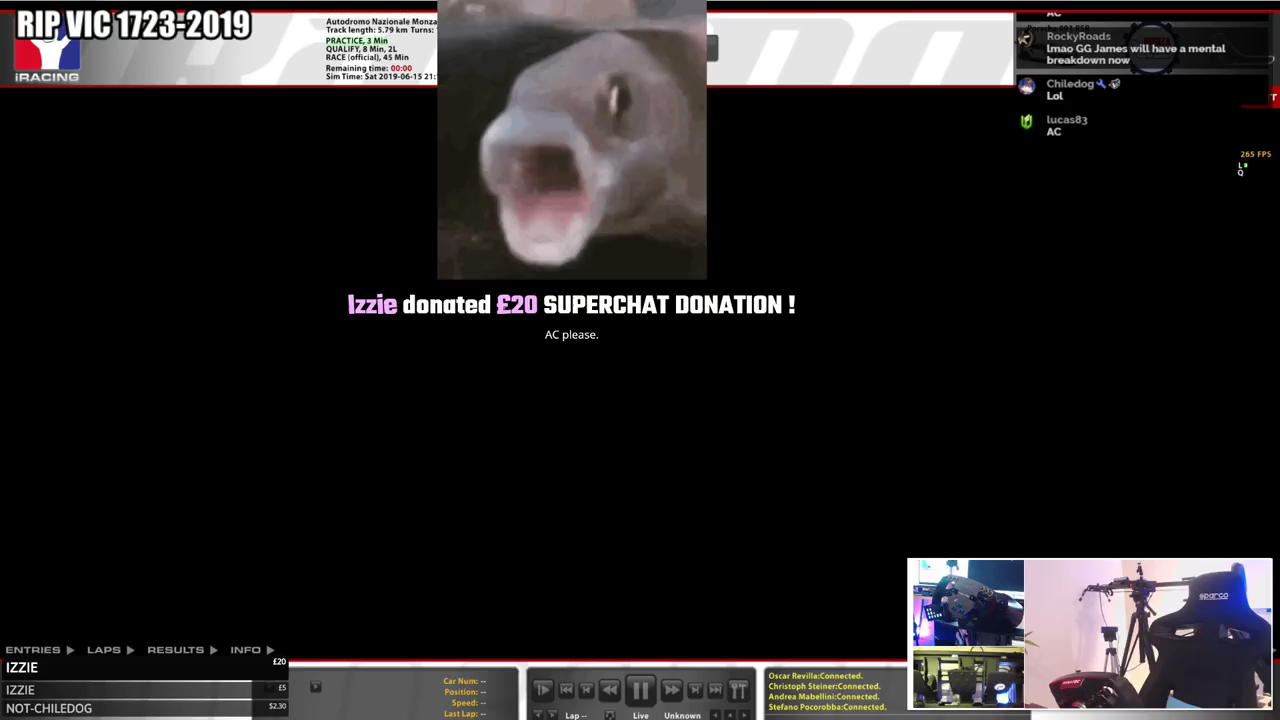 RIP VIC 1723-2019
iRACING
Autodromo Nazionale Monza
Track length: 5.79 km Turns:
PRACTICE, 3 Min
QUALIFY, 8 Min, 2L
RACE (official), 45 Min
Remaining time: 00:00
Sim Time: Sat 2019-06-15 21:
AC
RockyRoads
lmao GG James will have a mental
breakdown now
Chiledog
Lol
lucas83
AC
T
265 FPS
L
Q
Izzie donated £20 SUPERCHAT DONATION !
AC please.
sparco
ENTRIES LAPS RESULTS INFO
IZZIE £20
IZZIE £5
NOT-CHILEDOG $2.30
Car Num: --
Position: --
Speed: --
Last Lap: --
Lap -- Live Unknown
Oscar Revilla:Connected.
Christoph Steiner:Connected.
Andrea Mabellini:Connected.
Stefano Pocorobba:Connected.